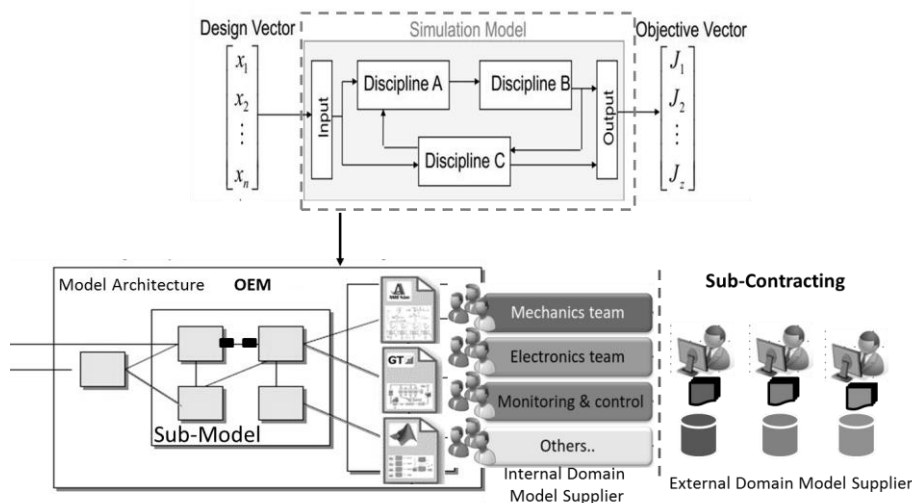 Design Vector
Simulation Model
Objective Vector
x1
x2
⋮
xn
Input
Discipline A
Discipline B
Discipline C
Output
J1
J2
⋮
Jz
Model Architecture
OEM
Sub-Model
GT
Mechanics team
Electronics team
Monitoring & control
Others..
Internal Domain
Model Supplier
Sub-Contracting
External Domain Model Supplier